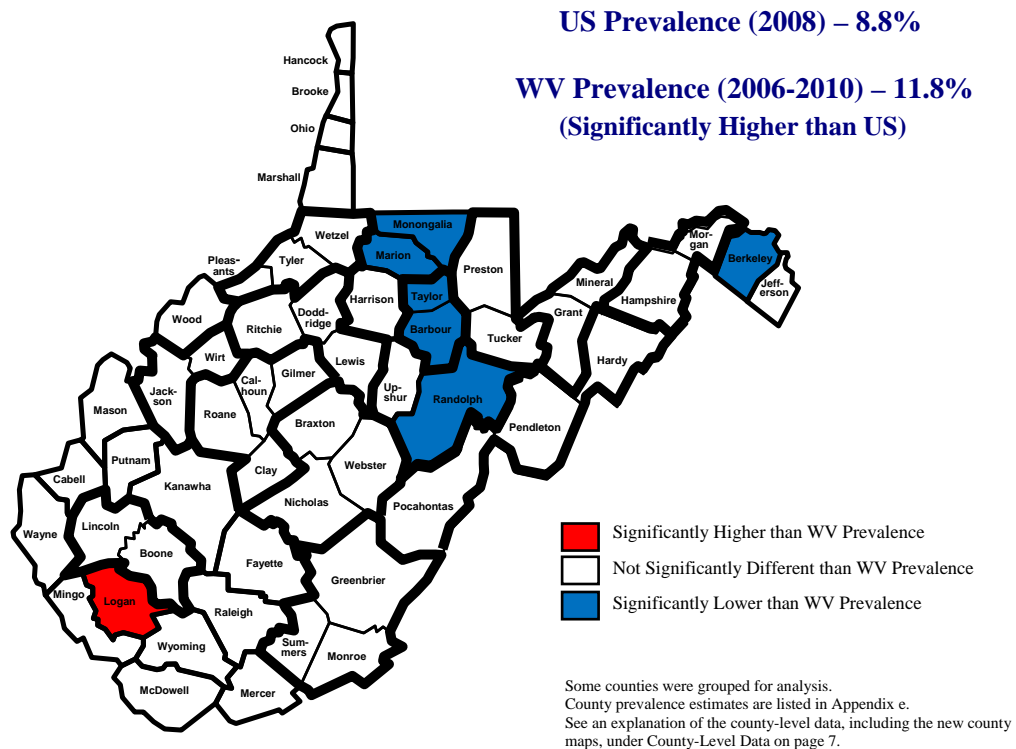 US Prevalence (2008) – 8.8%
WV Prevalence (2006-2010) – 11.8%
(Significantly Higher than US)
Hancock
Brooke
Ohio
Marshall
Wetzel
Monongalia
Marion
Preston
Mor-
gan
Berkeley
Jeff-
erson
Pleas-
ants
Tyler
Mineral
Hampshire
Wood
Ritchie
Dodd-
ridge
Harrison
Taylor
Barbour
Tucker
Grant
Hardy
Wirt
Lewis
Jack-
son
Cal-
houn
Gilmer
Up-
shur
Randolph
Mason
Roane
Braxton
Pendleton
Putnam
Clay
Webster
Cabell
Kanawha
Nicholas
Pocahontas
Wayne
Lincoln
Boone
Fayette
Greenbrier
Mingo
Logan
Raleigh
Wyoming
Sum-
mers
Monroe
McDowell
Mercer
Significantly Higher than WV Prevalence
Not Significantly Different than WV Prevalence
Significantly Lower than WV Prevalence
Some counties were grouped for analysis.
County prevalence estimates are listed in Appendix e.
See an explanation of the county-level data, including the new county
maps, under County-Level Data on page 7.